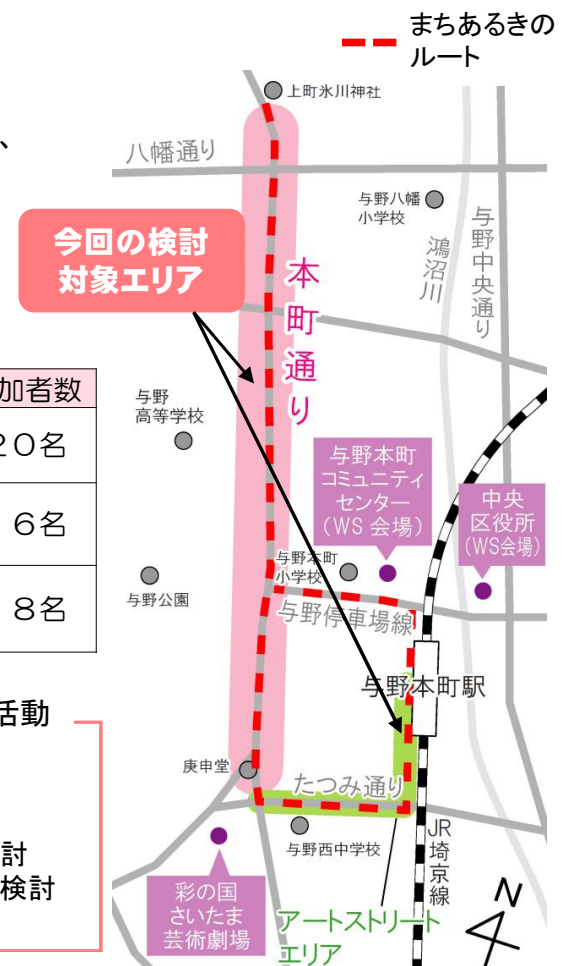 まちあるきの
ルート
、
上町氷川神社
八幡通り
与野八幡
小学校
鴻沼川
与野中央通り
今回の検討
対象エリア
本町通り
加者数
20名
6名
8名
与野
高等学校
与野本町
コミュニティ
センター
(WS 会場)
中央
区役所
(WS会場)
与野本町
小学校
与野公園
与野停車場線
与野本町駅
活動
討
検討
庚申堂
たつみ通り
与野西中学校
JR埼京線
彩の国
さいたま
芸術劇場
アートストリート
エリア
N